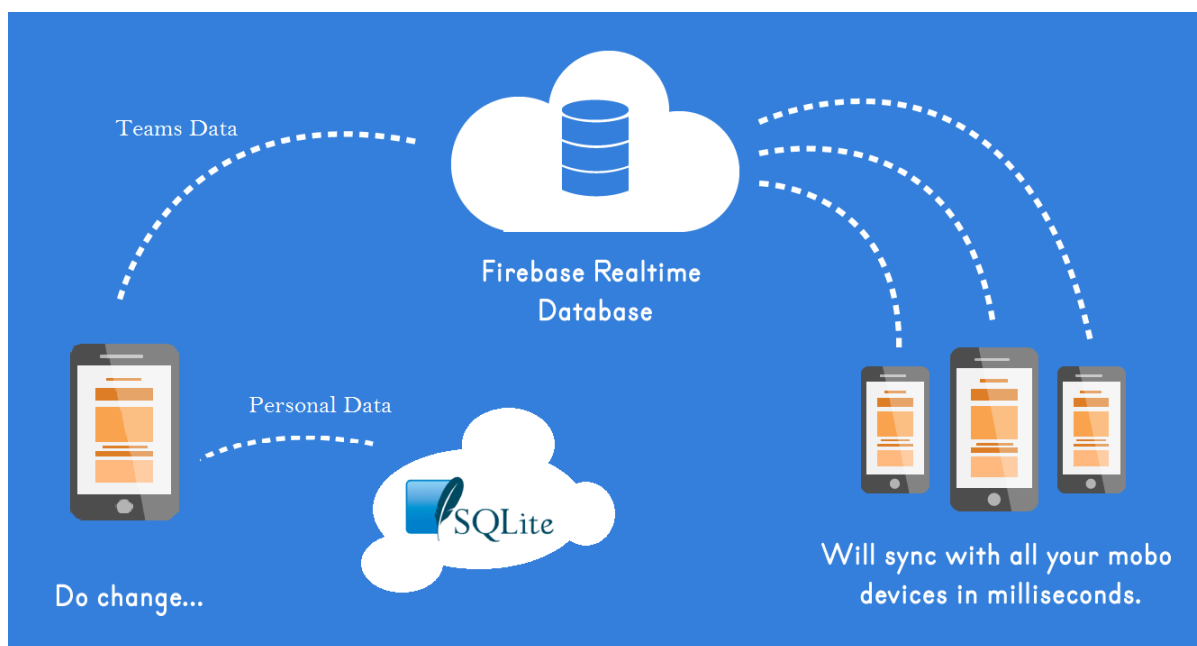 Teams Data
Firebase Realtime
Database
Personal Data
SQLite
Do change...
Will sync with all your mobo
devices in milliseconds.